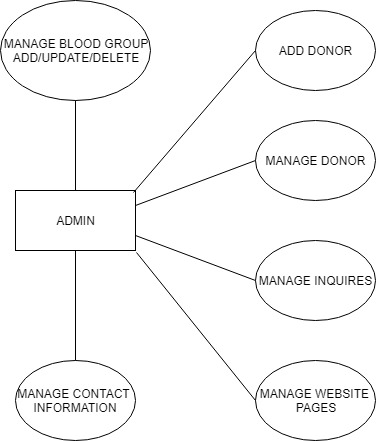 MANAGE BLOOD GROUP
ADD/UPDATE/DELETE
ADD DONOR
MANAGE DONOR
ADMIN
MANAGE INQUIRES
MANAGE CONTACT
INFORMATION
MANAGE WEBSITE
PAGES